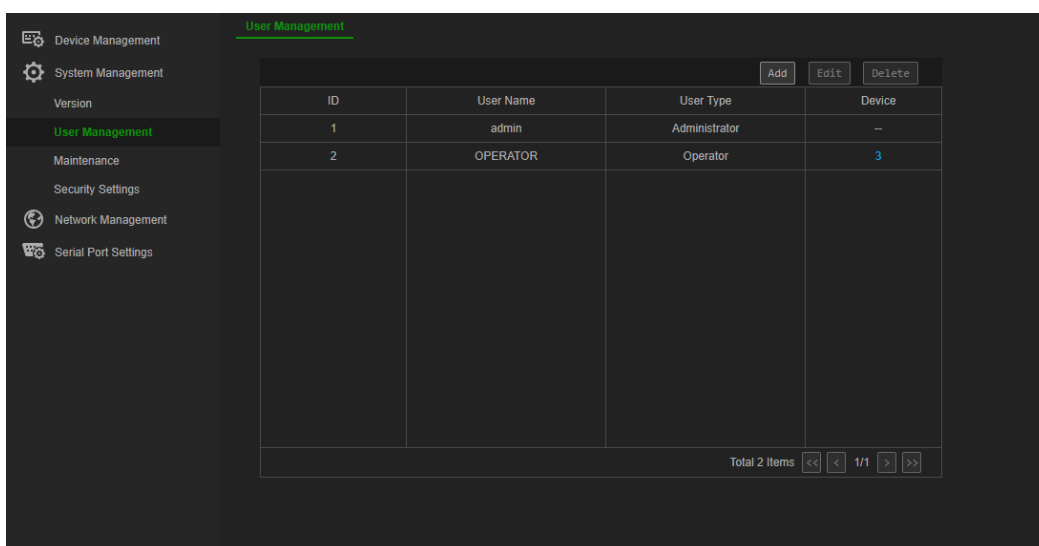 Device Management
System Management
Version
User Management
Maintenance
Security Settings
Network Management
Serial Port Settings
User Management
Add Edit Delete
ID User Name User Type Device
1 admin Administrator --
2 OPERATOR Operator 3
Total 2 Items << < 1/1 > >>